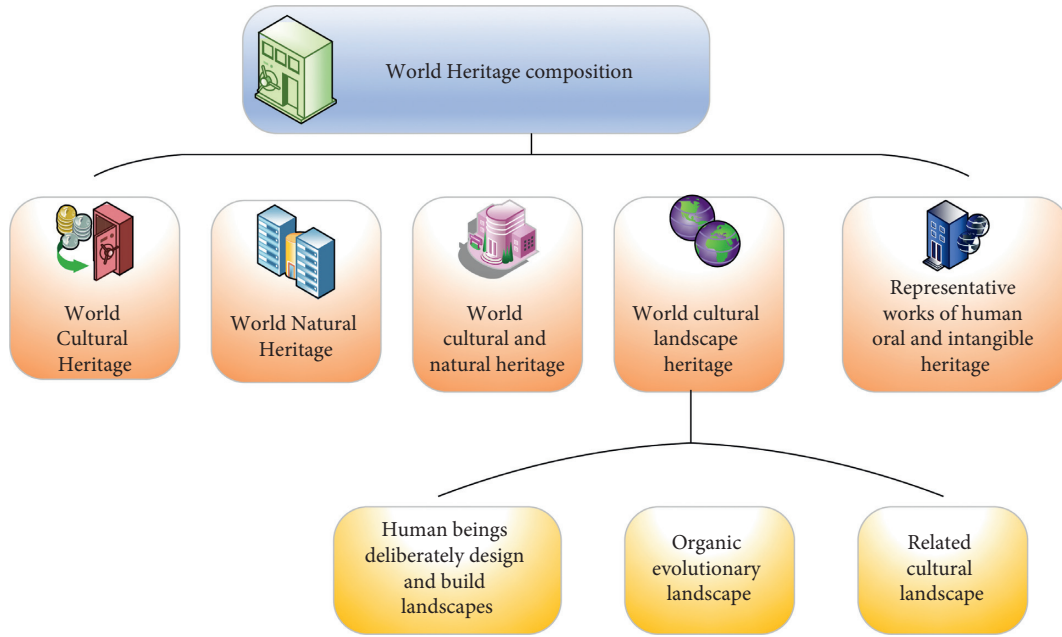 World Heritage composition
World
Cultural
Heritage
World Natural
Heritage
World
cultural and
natural heritage
World cultural
landscape
heritage
Representative
works of human
oral and intangible
heritage
Human beings
deliberately design
and build
landscapes
Organic
evolutionary
landscape
Related
cultural
landscape